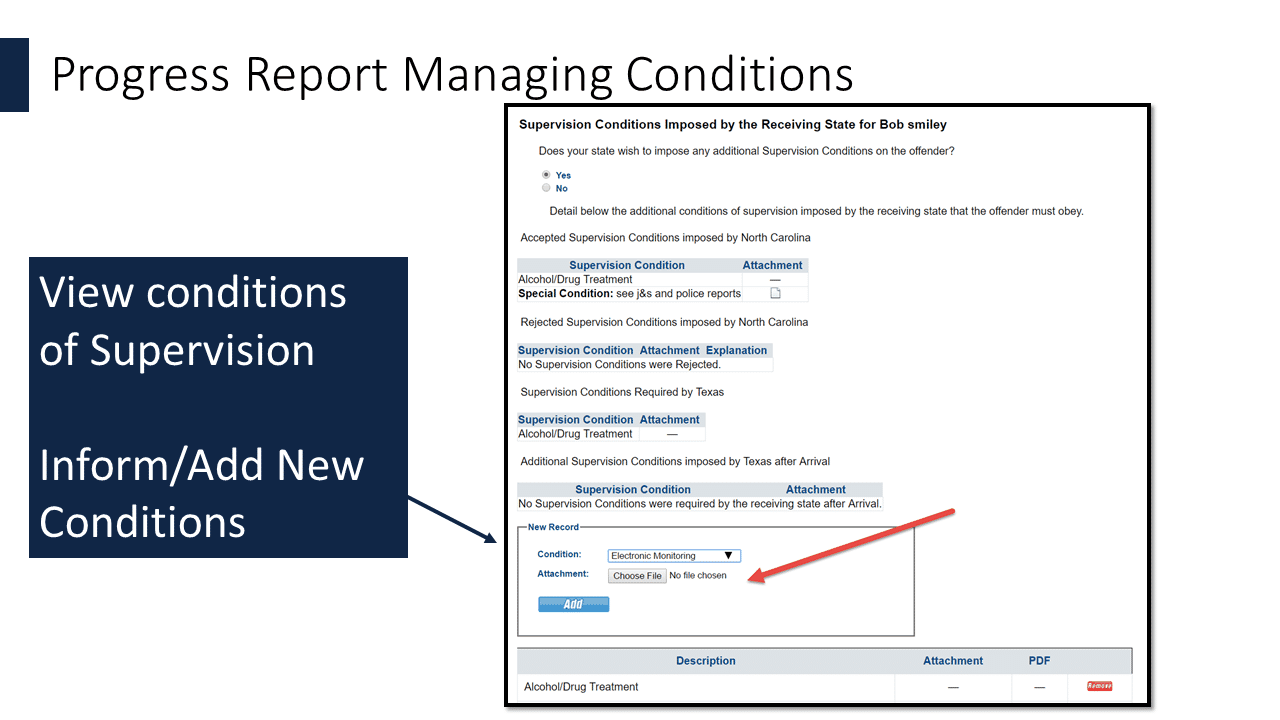 Progress Report Managing Conditions
View conditions
of Supervision
Inform/Add New
Conditions
Supervision Conditions Imposed by the Receiving State for Bob smiley
Does your state wish to impose any additional Supervision Conditions on the offender?
Yes
No
Detail below the additional conditions of supervision imposed by the receiving state that the offender must obey.
Accepted Supervision Conditions imposed by North Carolina
Supervision Condition Attachment
Alcohol/Drug Treatment —
Special Condition: see j&s and police reports
Rejected Supervision Conditions imposed by North Carolina
Supervision Condition Attachment Explanation
No Supervision Conditions were Rejected.
Supervision Conditions Required by Texas
Supervision Condition Attachment
Alcohol/Drug Treatment —
Additional Supervision Conditions imposed by Texas after Arrival
Supervision Condition Attachment
No Supervision Conditions were required by the receiving state after Arrival.
New Record
Condition: Electronic Monitoring
Attachment: Choose File No file chosen
Add
Description Attachment PDF
Alcohol/Drug Treatment — — Remove